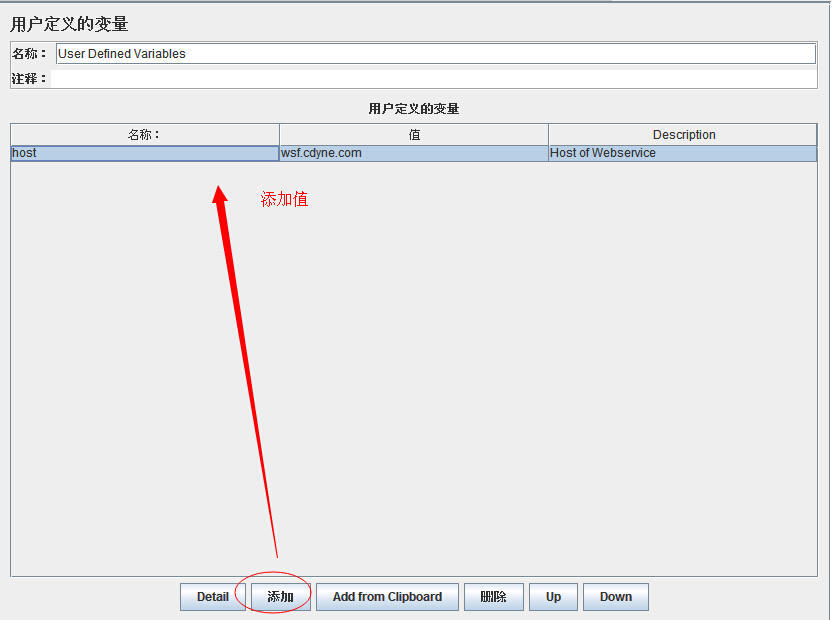 用户定义的变量
名称： User Defined Variables
注释：
用户定义的变量
名称： 值 Description
host wsf.cdyne.com Host of Webservice
添加值
Detail 添加 Add from Clipboard 删除 Up Down